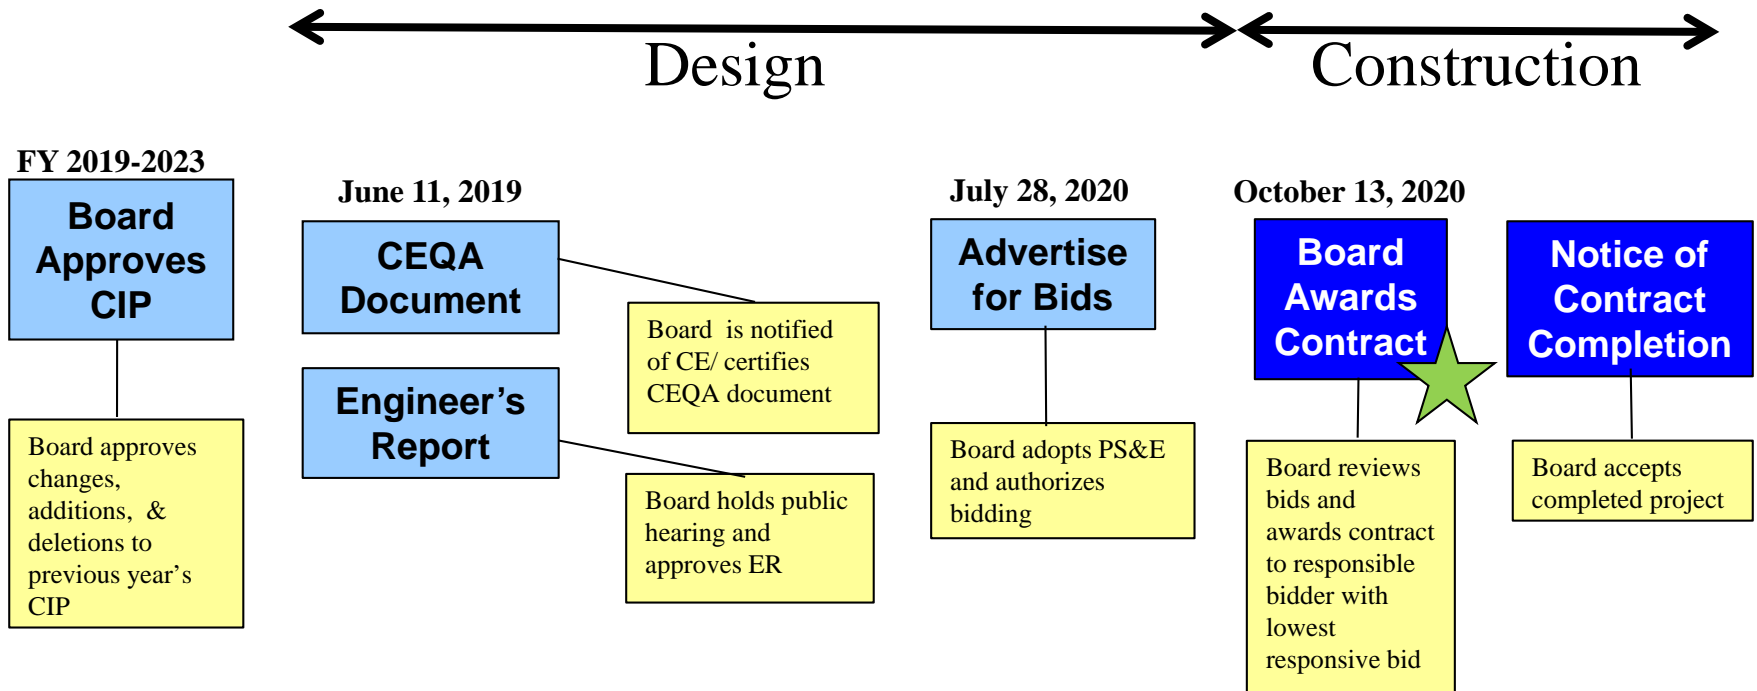 Design
Construction
FY 2019-2023
Board
Approves
CIP
Board approves
changes,
additions, &
deletions to
previous year's
CIP
June 11, 2019
CEQA
Document
Board is notified
of CE/ certifies
CEQA document
Engineer’s
Report
Board holds public
hearing and
approves ER
July 28, 2020
Advertise
for Bids
Board adopts PS&E
and authorizes
bidding
October 13, 2020
Board
Awards
Contract
Board reviews
bids and
awards contract
to responsible
bidder with
lowest
responsive bid
Notice of
Contract
Completion
Board accepts
completed project